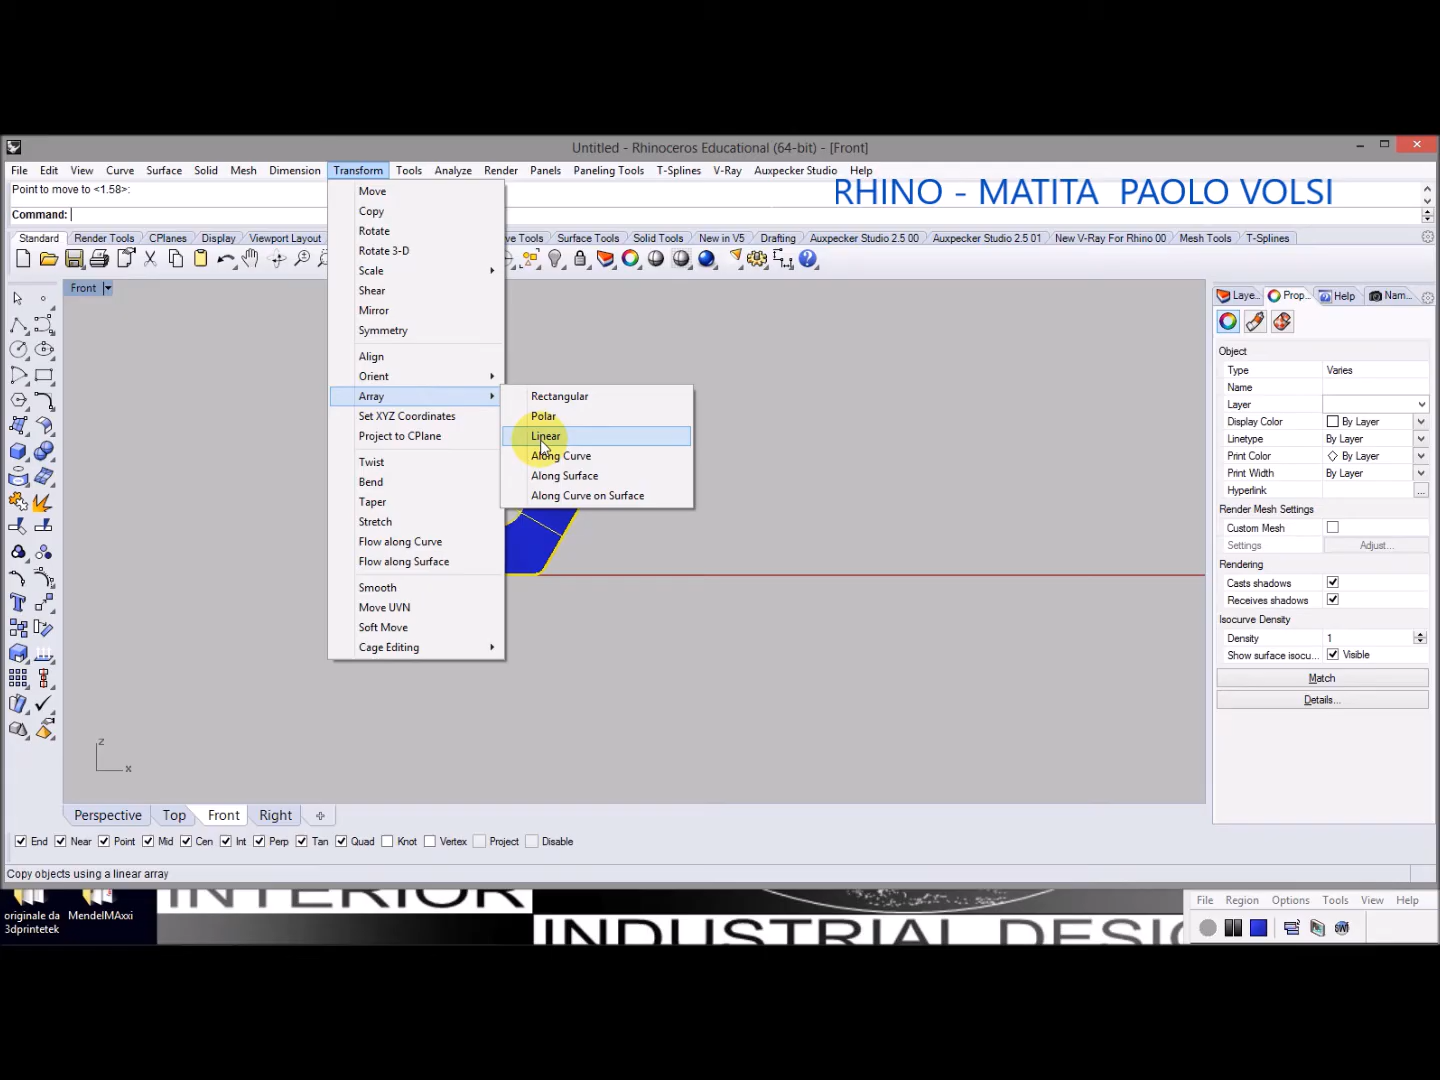 Untitled - Rhinoceros Educational (64-bit) - [Front]
File Edit View Curve Surface Solid Mesh Dimension Transform Tools Analyze Render Panels Paneling Tools T-Splines V-Ray Auxpecker Studio Help
Point to move to <1.58>:
RHINO - MATITA PAOLO VOLSI
Command:
Standard Render Tools CPlanes Display Viewport Layout ve Tools Surface Tools Solid Tools New in V5 Drafting Auxpecker Studio 2.5 00 Auxpecker Studio 2.5 01 New V-Ray For Rhino 00 Mesh Tools T-Splines
Front
Move
Copy
Rotate
Rotate 3-D
Scale
Shear
Mirror
Symmetry
Align
Orient
Array
Set XYZ Coordinates
Project to CPlane
Twist
Bend
Taper
Stretch
Flow along Curve
Flow along Surface
Smooth
Move UVN
Soft Move
Cage Editing
Rectangular
Polar
Linear
Along Curve
Along Surface
Along Curve on Surface
Laye... Prop... Help Nam...
Object
Type Varies
Name
Layer
Display Color By Layer
Linetype By Layer
Print Color By Layer
Print Width By Layer
Hyperlink ...
Render Mesh Settings
Custom Mesh
Settings Adjust...
Rendering
Casts shadows
Receives shadows
Isocurve Density
Density 1
Show surface isocu... Visible
Match
Details...
z
x
Perspective Top Front Right
End Near Point Mid Cen Int Perp Tan Quad Knot Vertex Project Disable
Copy objects using a linear array
originale da
3dprintetek
MendelMAxxi
INTERIOR
INDUSTRIAL DESIG
File Region Options Tools View Help